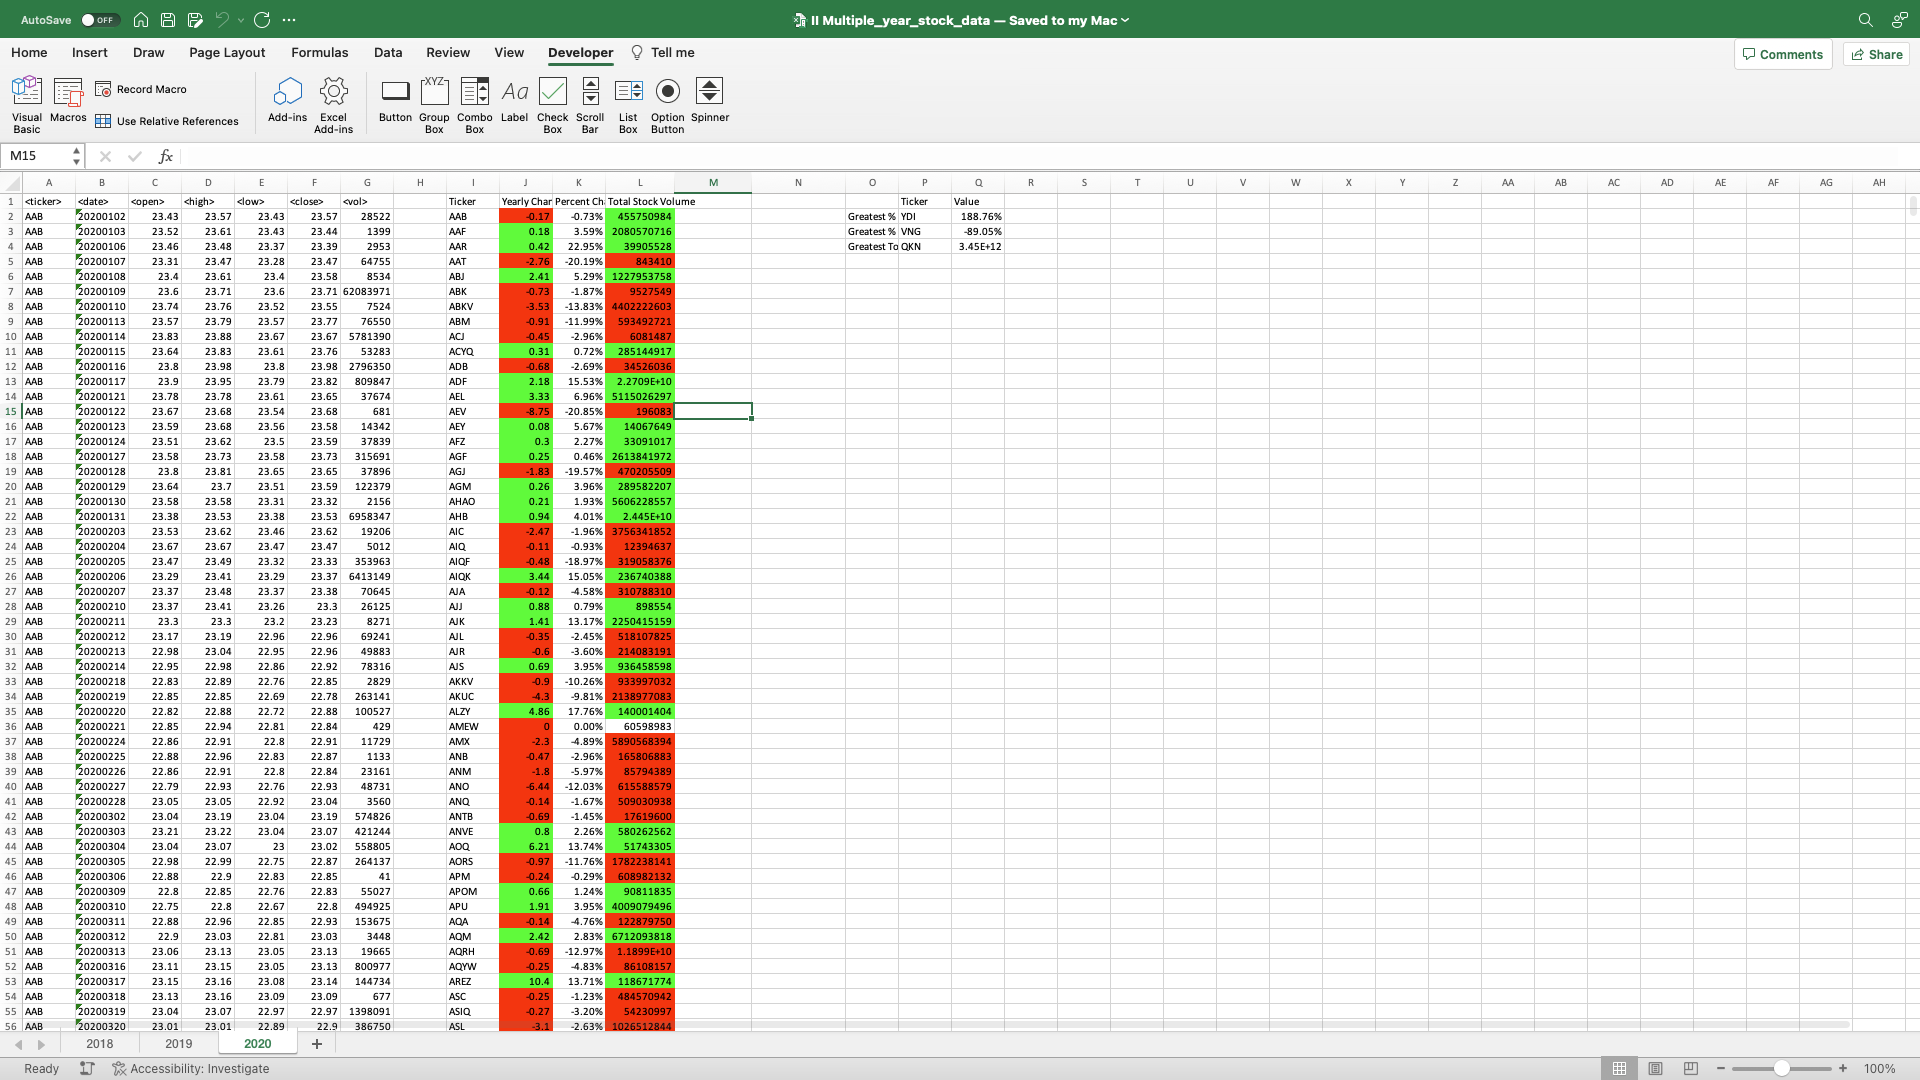 AutoSave OFF II Multiple_year_stock_data — Saved to my Mac
Home Insert Draw Page Layout Formulas Data Review View Developer Tell me Comments Share
Visual Basic Macros Record Macro Use Relative References Add-ins Excel Add-ins Button Group Box Combo Box Label Check Box Scroll Bar List Box Option Button Spinner
M15 fx
A B C D E F G H I J K L M N O P Q R S T U V W X Y Z AA AB AC AD AE AF AG AH
1 <ticker> <date> <open> <high> <low> <close> <vol> Ticker Yearly Chan Percent Ch Total Stock Volume Ticker Value
2 AAB 20200102 23.43 23.57 23.43 23.57 28522 AAB -0.17 -0.73% 455750984 Greatest % YDI 188.76%
3 AAB 20200103 23.52 23.61 23.43 23.44 1399 AAF 0.18 3.59% 2080570716 Greatest % VNG -89.05%
4 AAB 20200106 23.46 23.48 23.37 23.39 2953 AAR 0.42 22.95% 39905528 Greatest To QKN 3.45E+12
5 AAB 20200107 23.31 23.47 23.28 23.47 64755 AAT -2.76 -20.19% 843410
6 AAB 20200108 23.4 23.61 23.4 23.58 8534 ABJ 2.41 5.29% 1227953758
7 AAB 20200109 23.6 23.71 23.6 23.71 62083971 ABK -0.73 -1.87% 9527549
8 AAB 20200110 23.74 23.76 23.52 23.55 7524 ABKV -3.53 -13.83% 4402222603
9 AAB 20200113 23.57 23.79 23.57 23.77 76550 ABM -0.91 -11.99% 593492721
10 AAB 20200114 23.83 23.88 23.67 23.67 5781390 ACJ -0.45 -2.96% 6081487
11 AAB 20200115 23.64 23.83 23.61 23.76 53283 ACYQ 0.31 0.72% 285144917
12 AAB 20200116 23.8 23.98 23.8 23.98 2796350 ADB -0.68 -2.69% 34526036
13 AAB 20200117 23.9 23.95 23.79 23.82 809847 ADF 2.18 15.53% 2.2709E+10
14 AAB 20200121 23.78 23.78 23.61 23.65 37674 AEL 3.33 6.96% 5115026297
15 AAB 20200122 23.67 23.68 23.54 23.68 681 AEV -8.75 -20.85% 196083
16 AAB 20200123 23.59 23.68 23.56 23.58 14342 AEY 0.08 5.67% 14067649
17 AAB 20200124 23.51 23.62 23.5 23.59 37839 AFZ 0.3 2.27% 33091017
18 AAB 20200127 23.58 23.73 23.58 23.73 315691 AGF 0.25 0.46% 2613841972
19 AAB 20200128 23.8 23.81 23.65 23.65 37896 AGJ -1.83 -19.57% 470205509
20 AAB 20200129 23.64 23.7 23.51 23.59 122379 AGM 0.26 3.96% 289582207
21 AAB 20200130 23.58 23.58 23.31 23.32 2156 AHAO 0.21 1.93% 5606228557
22 AAB 20200131 23.38 23.53 23.38 23.53 6958347 AHB 0.94 4.01% 2.445E+10
23 AAB 20200203 23.53 23.62 23.46 23.62 19206 AIC -2.47 -1.96% 3756341852
24 AAB 20200204 23.67 23.67 23.47 23.47 5012 AIQ -0.11 -0.93% 12394637
25 AAB 20200205 23.47 23.49 23.32 23.33 353963 AIQF -0.48 -18.97% 319058376
26 AAB 20200206 23.29 23.41 23.29 23.37 6413149 AIQK 3.44 15.05% 236740388
27 AAB 20200207 23.37 23.48 23.37 23.38 70645 AJA -0.12 -4.58% 310788310
28 AAB 20200210 23.37 23.41 23.26 23.3 26125 AJJ 0.88 0.79% 898554
29 AAB 20200211 23.3 23.3 23.2 23.23 8271 AJK 1.41 13.17% 2250415159
30 AAB 20200212 23.17 23.19 22.96 22.96 69241 AJL -0.35 -2.45% 518107825
31 AAB 20200213 22.98 23.04 22.95 22.96 49883 AJR -0.6 -3.60% 214083191
32 AAB 20200214 22.95 22.98 22.86 22.92 78316 AJS 0.69 3.95% 936458598
33 AAB 20200218 22.83 22.89 22.76 22.85 2829 AKKV -0.9 -10.26% 933997032
34 AAB 20200219 22.85 22.85 22.69 22.78 263141 AKUC -4.3 -9.81% 2138977083
35 AAB 20200220 22.82 22.88 22.72 22.88 100527 ALZY 4.86 17.76% 140001404
36 AAB 20200221 22.85 22.94 22.81 22.84 429 AMEW 0 0.00% 60598983
37 AAB 20200224 22.86 22.91 22.8 22.91 11729 AMX -2.3 -4.89% 5890568394
38 AAB 20200225 22.88 22.96 22.83 22.87 1133 ANB -0.47 -2.96% 165806883
39 AAB 20200226 22.86 22.91 22.8 22.84 23161 ANM -1.8 -5.97% 85794389
40 AAB 20200227 22.79 22.93 22.76 22.93 48731 ANO -6.44 -12.03% 615588579
41 AAB 20200228 23.05 23.05 22.92 23.04 3560 ANQ -0.14 -1.67% 509030938
42 AAB 20200302 23.04 23.19 23.04 23.19 574826 ANTB -0.69 -1.45% 17619600
43 AAB 20200303 23.21 23.22 23.04 23.07 421244 ANVE 0.8 2.26% 580262562
44 AAB 20200304 23.04 23.07 23 23.02 558805 AOQ 6.21 13.74% 51743305
45 AAB 20200305 22.98 22.99 22.75 22.87 264137 AORS -0.97 -11.76% 1782238141
46 AAB 20200306 22.88 22.9 22.83 22.85 41 APM -0.24 -0.29% 608982132
47 AAB 20200309 22.8 22.85 22.76 22.83 55027 APOM 0.66 1.24% 90811835
48 AAB 20200310 22.75 22.8 22.67 22.8 494925 APU 1.91 3.95% 4009079496
49 AAB 20200311 22.88 22.96 22.85 22.93 153675 AQA -0.14 -4.76% 122879750
50 AAB 20200312 22.9 23.03 22.81 23.03 3448 AQM 2.42 2.83% 6712093818
51 AAB 20200313 23.06 23.13 23.05 23.13 19665 AQRH -0.69 -12.97% 1.1899E+10
52 AAB 20200316 23.11 23.15 23.05 23.13 800977 AQYW -0.25 -4.83% 86108157
53 AAB 20200317 23.15 23.16 23.08 23.14 144734 AREZ 10.4 13.71% 118671774
54 AAB 20200318 23.13 23.16 23.09 23.09 677 ASC -0.25 -1.23% 484570942
55 AAB 20200319 23.04 23.07 22.97 22.97 1398091 ASIQ -0.27 -3.20% 54230997
56 AAB 20200320 23.01 23.01 22.89 22.9 386750 ASL -3.1 -2.63% 1026512844
2018 2019 2020
Ready Accessibility: Investigate 100%